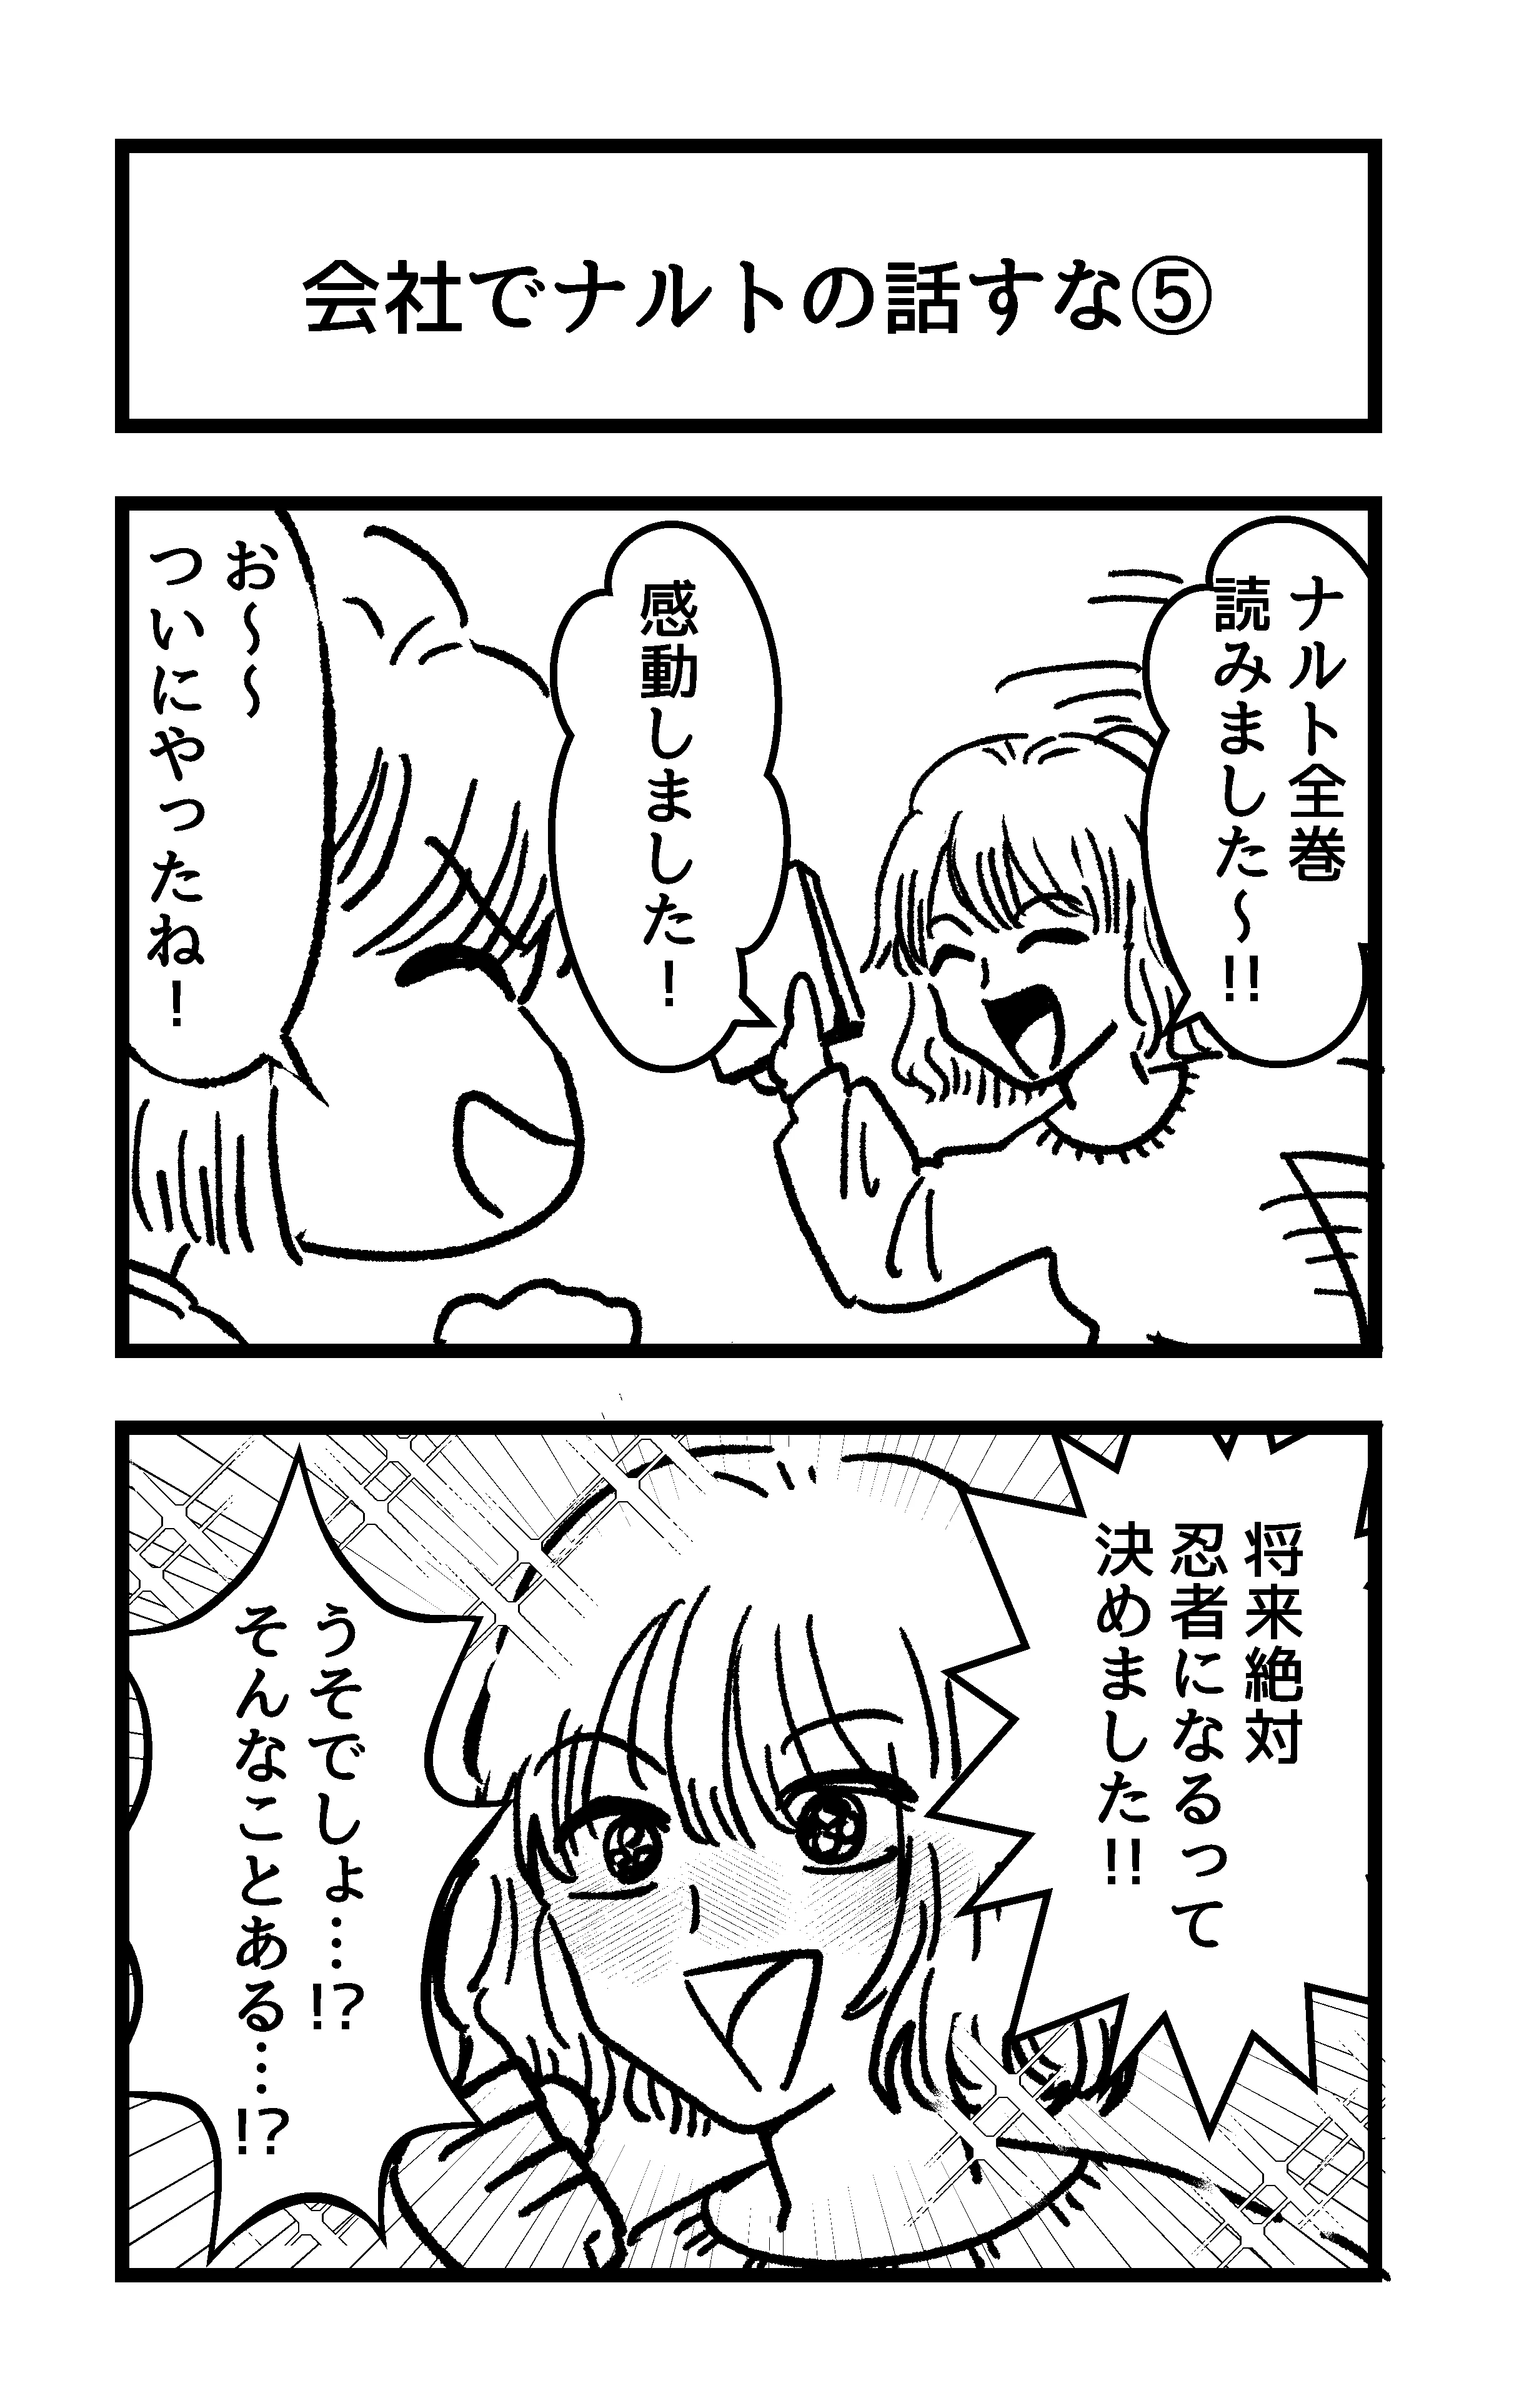 会社でナルトの話すな⑤
ナルト全巻
読みました〜!!
感動しました!
お〜〜
ついにやったね!
将来絶対
忍者になるって
決めました!!
うそでしょ…!?
そんなことある…!?